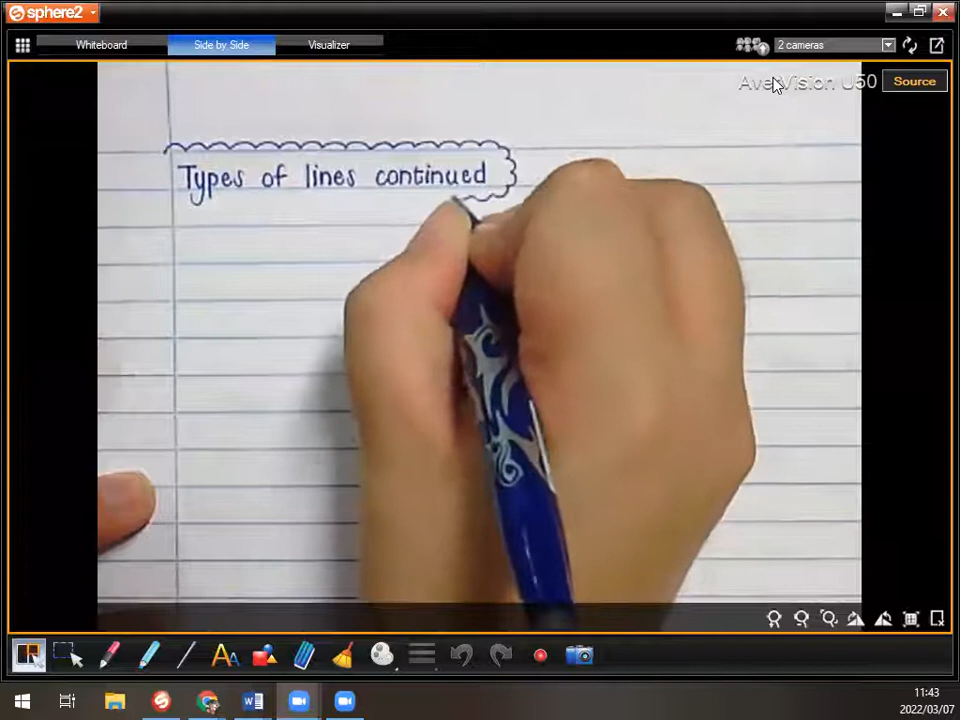 sphere2
Whiteboard
Side by Side
Visualizer
2 cameras
AverVision U50
Source
Types of lines continued
11:43
2022/03/07